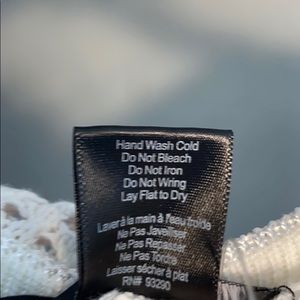 Hand Wash Cold
Do Not Bleach
Do Not Iron
Do Not Wring
Lay Flat to Dry
Laver à la main à l'eau froide
Ne Pas Javelliser
Ne Pas Repasser
Ne Pas Tordre
Laisser sécher à plat
RN# 93290